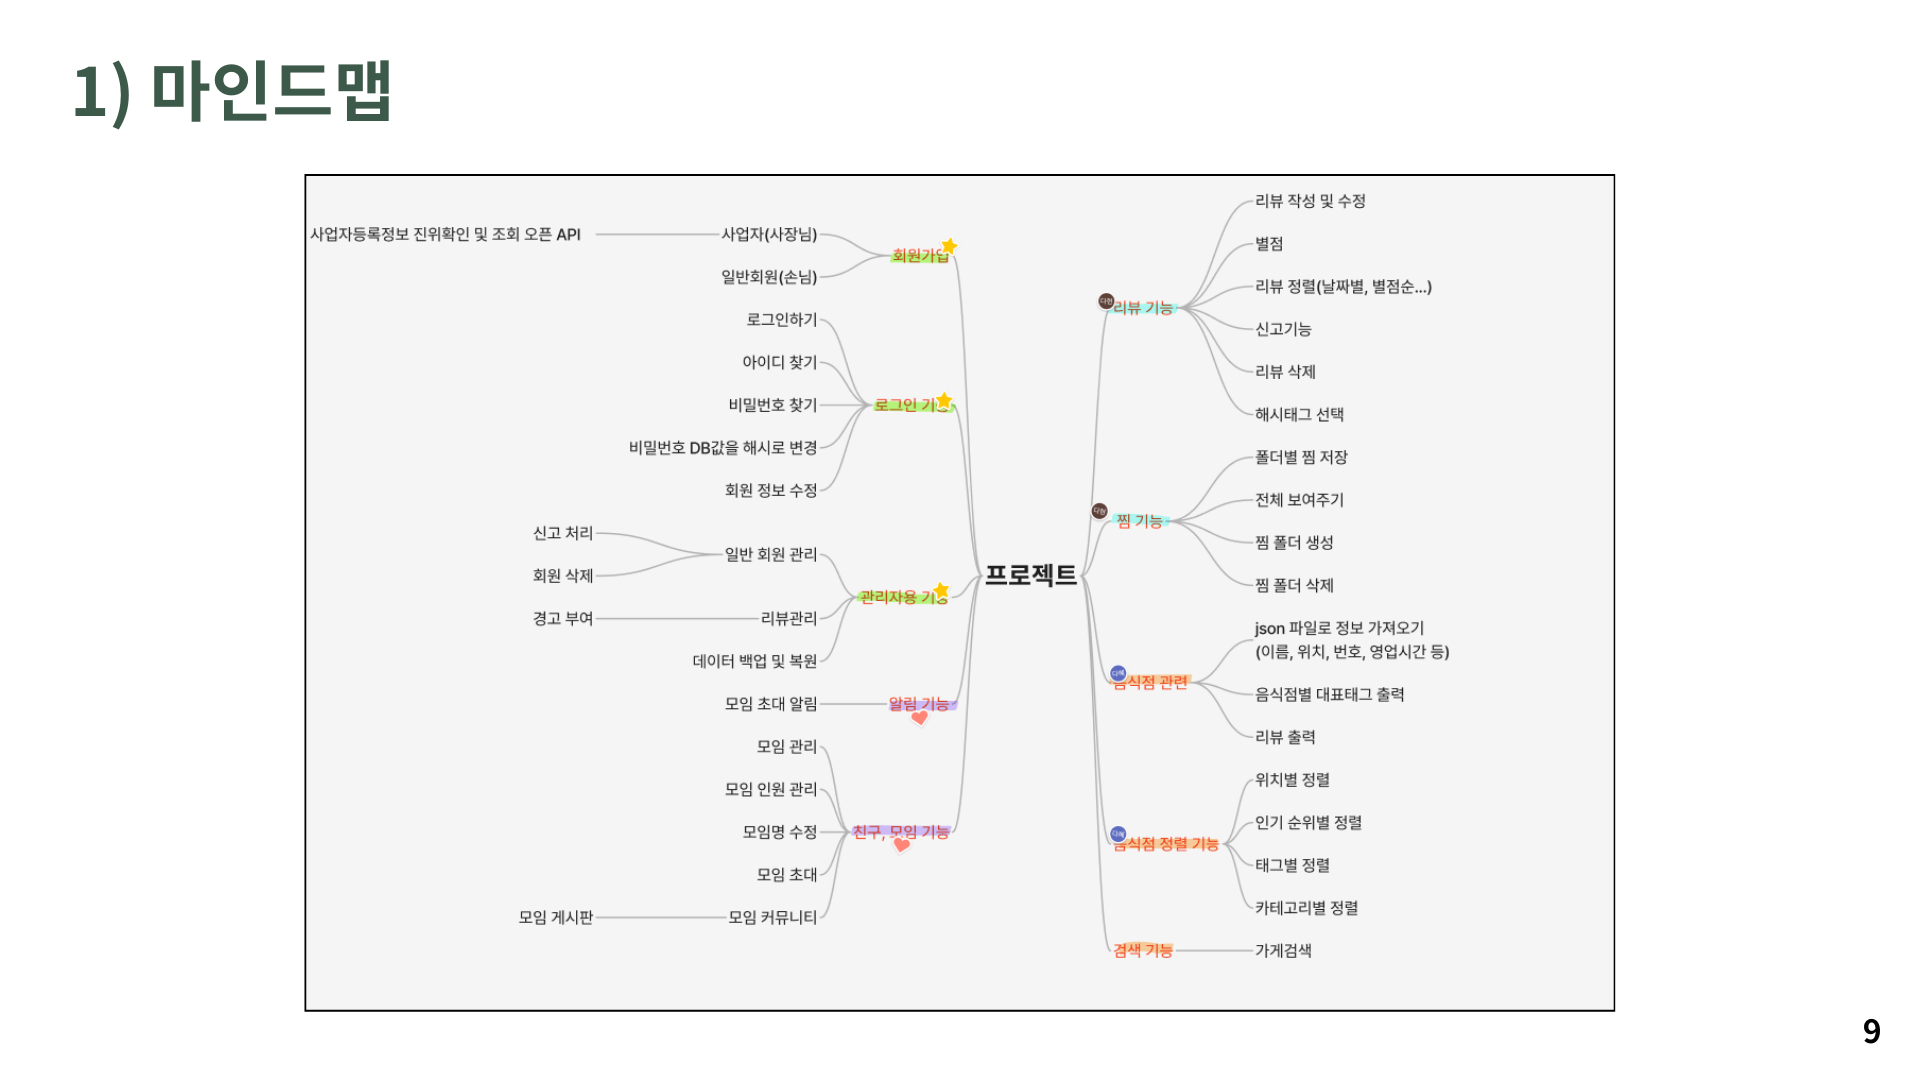 1) 마인드맵
사업자등록정보 진위확인 및 조회 오픈 API
사업자(사장님)
일반회원(손님)
회원가입
로그인하기
아이디 찾기
비밀번호 찾기
비밀번호 DB값을 해시로 변경
회원 정보 수정
로그인 기능
신고 처리
회원 삭제
일반 회원 관리
경고 부여
리뷰관리
데이터 백업 및 복원
관리자용 기능
모임 초대 알림
알림 기능
모임 관리
모임 인원 관리
모임명 수정
모임 초대
모임 게시판
모임 커뮤니티
친구, 모임 기능
프로젝트
다현
리뷰 기능
리뷰 작성 및 수정
별점
리뷰 정렬(날짜별, 별점순...)
신고기능
리뷰 삭제
해시태그 선택
다현
찜 기능
폴더별 찜 저장
전체 보여주기
찜 폴더 생성
찜 폴더 삭제
음식점 관련
json 파일로 정보 가져오기
(이름, 위치, 번호, 영업시간 등)
음식점별 대표태그 출력
리뷰 출력
음식점 정렬 기능
위치별 정렬
인기 순위별 정렬
태그별 정렬
카테고리별 정렬
검색 기능
가게검색
9